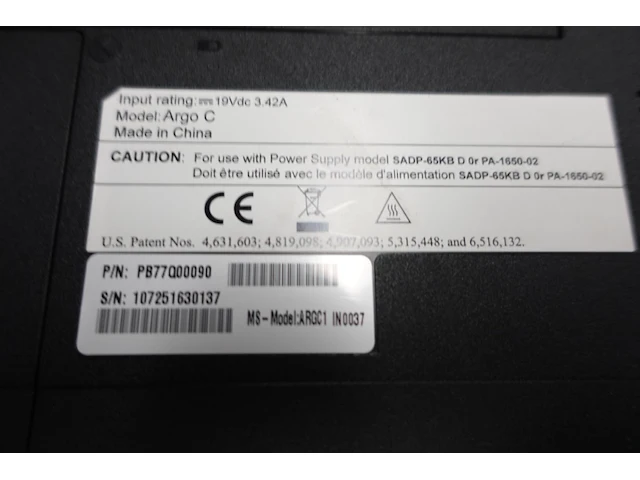 Input rating: ⎓ 19Vdc 3.42A
Model: Argo C
Made in China
CAUTION: For use with Power Supply model SADP-65KB D 0r PA-1650-02
Doit être utilisé avec le modèle d'alimentation SADP-65KB D 0r PA-1650-02
CE
U.S. Patent Nos. 4,631,603; 4,819,098; 4,907,093; 5,315,448; and 6,516,132.
P/N: PB77Q00090
S/N: 107251630137
MS-Model:ARGC1 IN0037